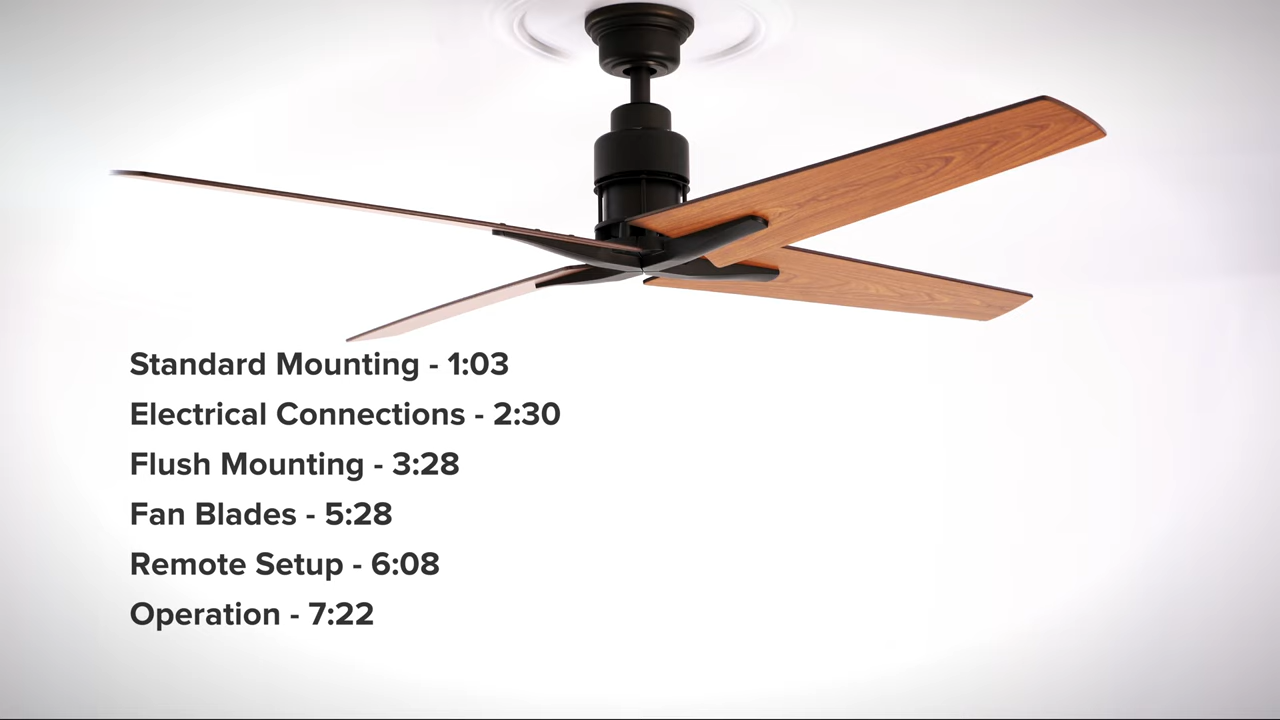 Standard Mounting - 1:03
Electrical Connections - 2:30
Flush Mounting - 3:28
Fan Blades - 5:28
Remote Setup - 6:08
Operation - 7:22